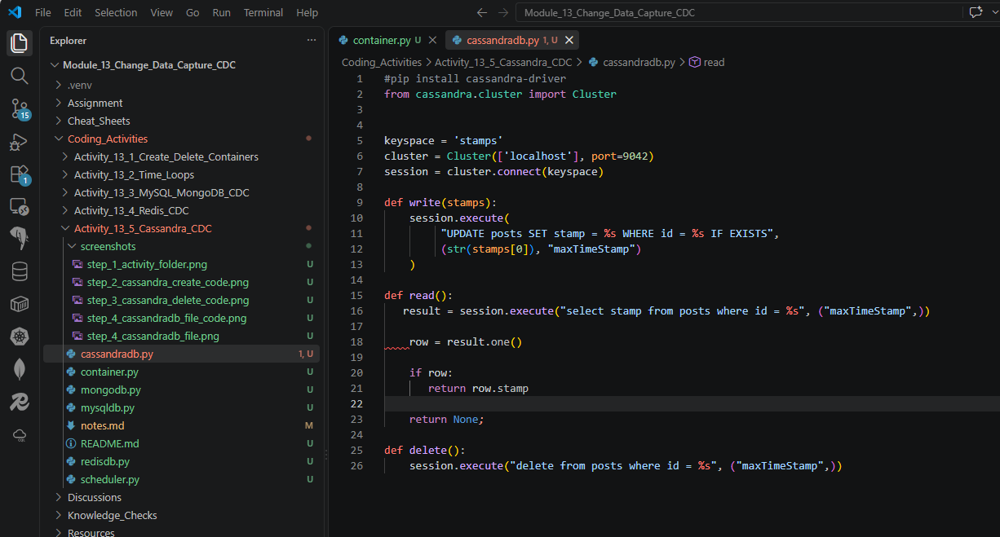 File Edit Selection View Go Run Terminal Help
Module_13_Change_Data_Capture_CDC
Explorer
Module_13_Change_Data_Capture_CDC
.venv
Assignment
Cheat_Sheets
Coding_Activities
Activity_13_1_Create_Delete_Containers
Activity_13_2_Time_Loops
Activity_13_3_MySQL_MongoDB_CDC
Activity_13_4_Redis_CDC
Activity_13_5_Cassandra_CDC
screenshots
step_1_activity_folder.png U
step_2_cassandra_create_code.png U
step_3_cassandra_delete_code.png U
step_4_cassandradb_file_code.png U
step_4_cassandradb_file.png U
cassandradb.py 1, U
container.py U
mongodb.py U
mysqldb.py U
notes.md M
README.md U
redisdb.py U
scheduler.py U
Discussions
Knowledge_Checks
Resources
15
1
CQL
container.py U cassandradb.py 1, U
Coding_Activities > Activity_13_5_Cassandra_CDC > cassandradb.py > read
1 #pip install cassandra-driver
2 from cassandra.cluster import Cluster
3
4
5 keyspace = 'stamps'
6 cluster = Cluster(['localhost'], port=9042)
7 session = cluster.connect(keyspace)
8
9 def write(stamps):
10 session.execute(
11 "UPDATE posts SET stamp = %s WHERE id = %s IF EXISTS",
12 (str(stamps[0]), "maxTimeStamp")
13 )
14
15 def read():
16 result = session.execute("select stamp from posts where id = %s", ("maxTimeStamp",))
17
18 row = result.one()
19
20 if row:
21 return row.stamp
22
23 return None;
24
25 def delete():
26 session.execute("delete from posts where id = %s", ("maxTimeStamp",))